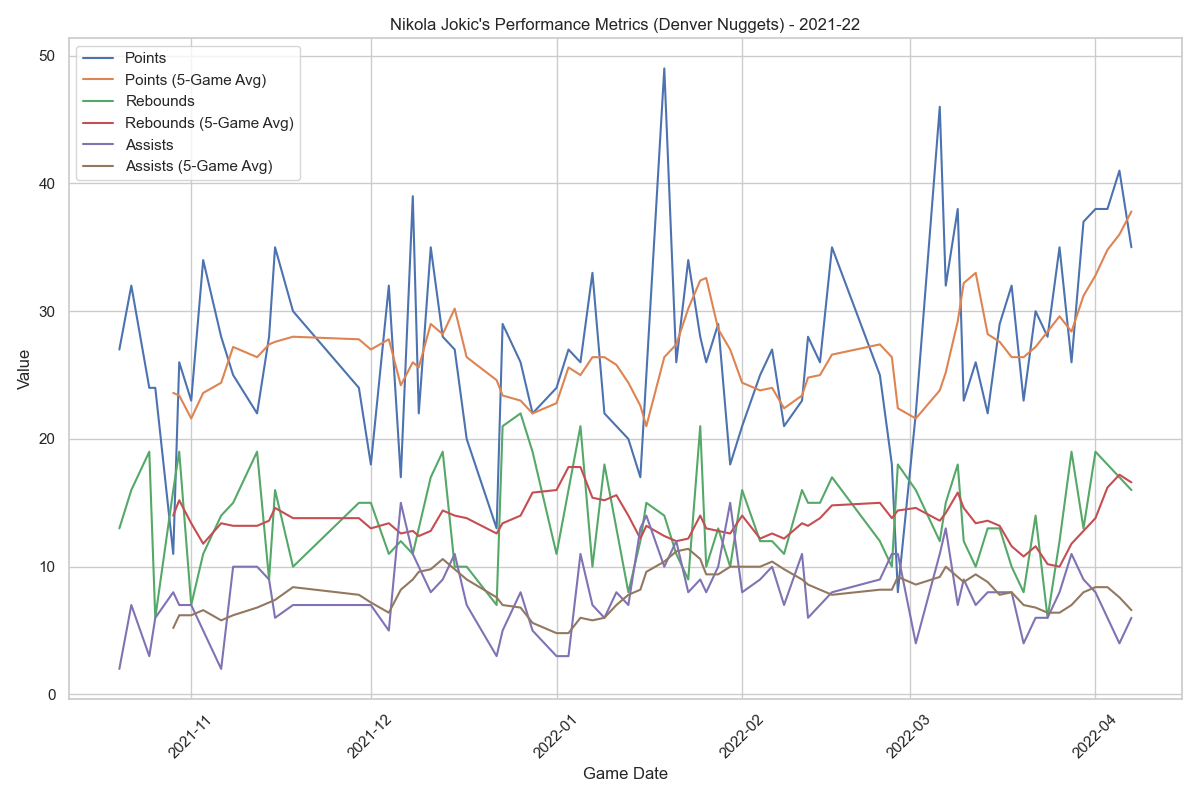 Nikola Jokic's Performance Metrics (Denver Nuggets) - 2021-22
Points
Points (5-Game Avg)
Rebounds
Rebounds (5-Game Avg)
Assists
Assists (5-Game Avg)
50
40
30
20
10
0
Value
2021-11
2021-12
2022-01
2022-02
2022-03
2022-04
Game Date